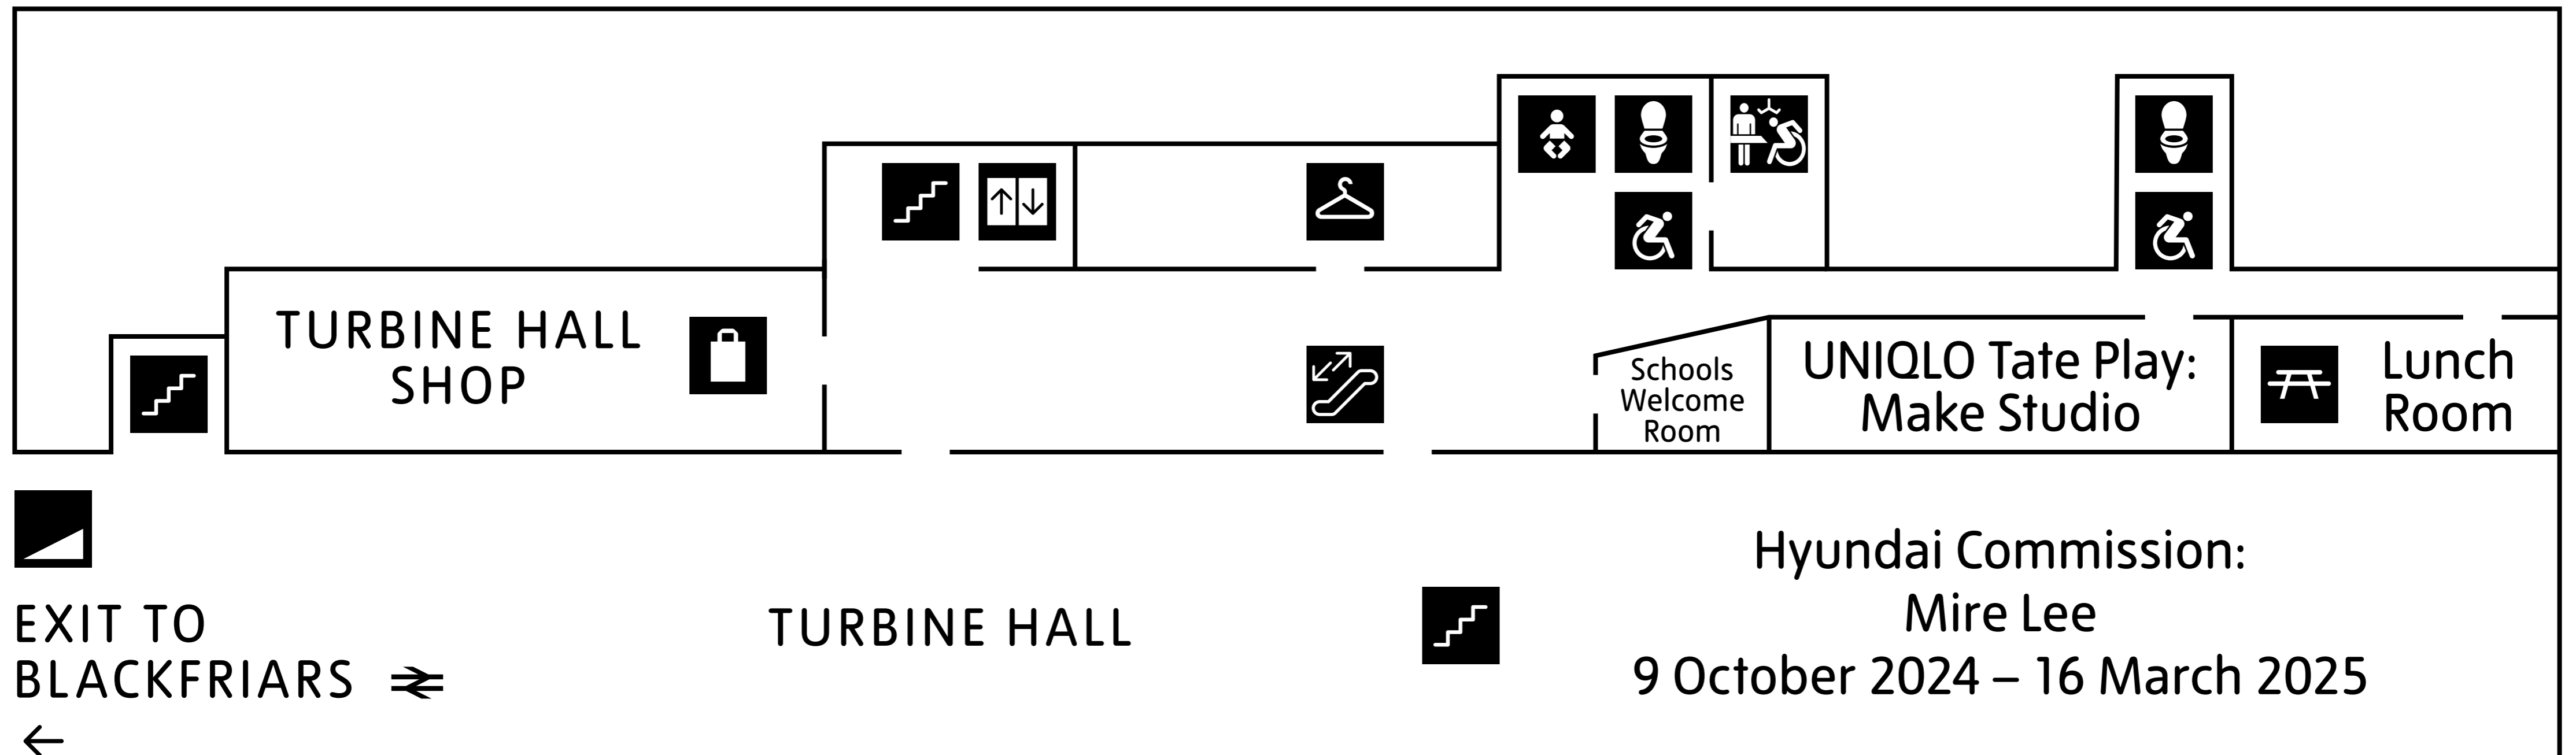 TURBINE HALL
SHOP
Schools
Welcome
Room
UNIQLO Tate Play:
Make Studio
Lunch
Room
EXIT TO
BLACKFRIARS
TURBINE HALL
Hyundai Commission:
Mire Lee
9 October 2024 – 16 March 2025